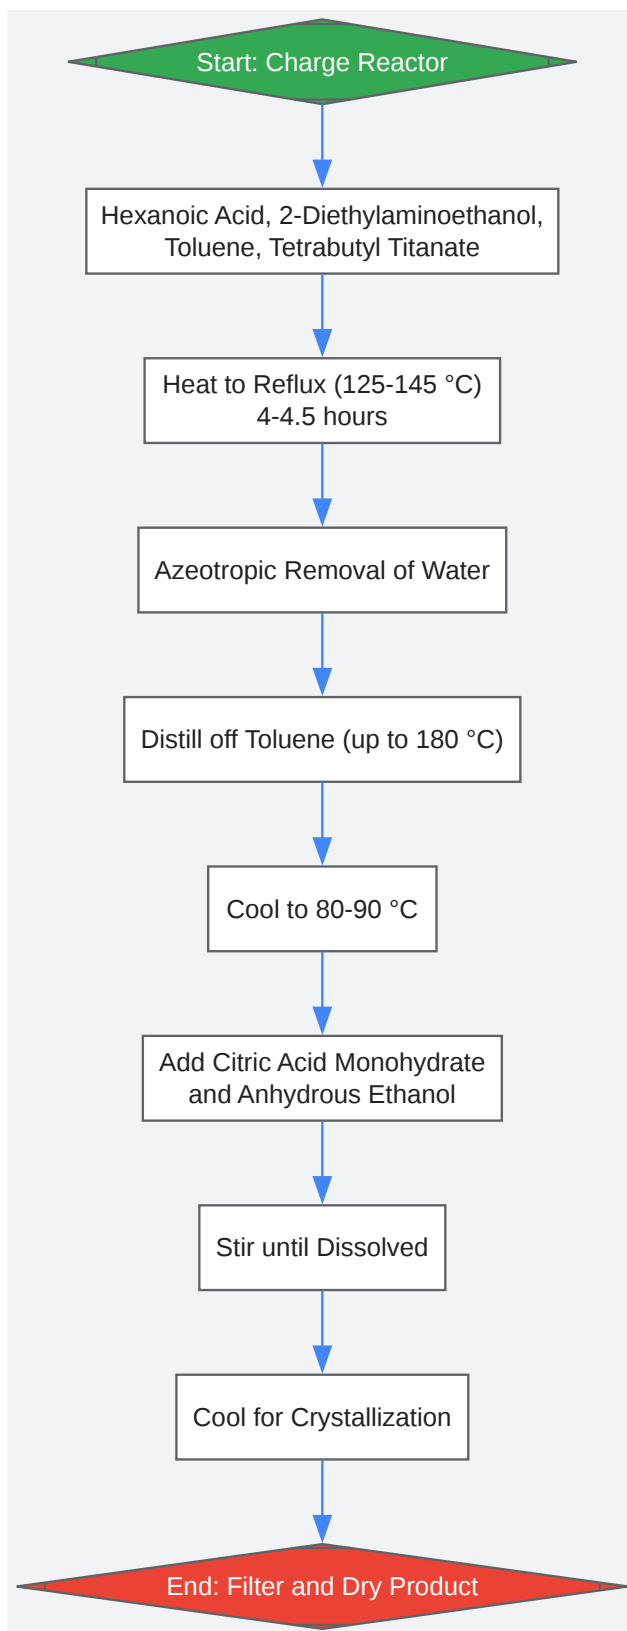 Start: Charge Reactor
Hexanoic Acid, 2-Diethylaminoethanol,
Toluene, Tetrabutyl Titanate
Heat to Reflux (125-145 °C)
4-4.5 hours
Azeotropic Removal of Water
Distill off Toluene (up to 180 °C)
Cool to 80-90 °C
Add Citric Acid Monohydrate
and Anhydrous Ethanol
Stir until Dissolved
Cool for Crystallization
End: Filter and Dry Product